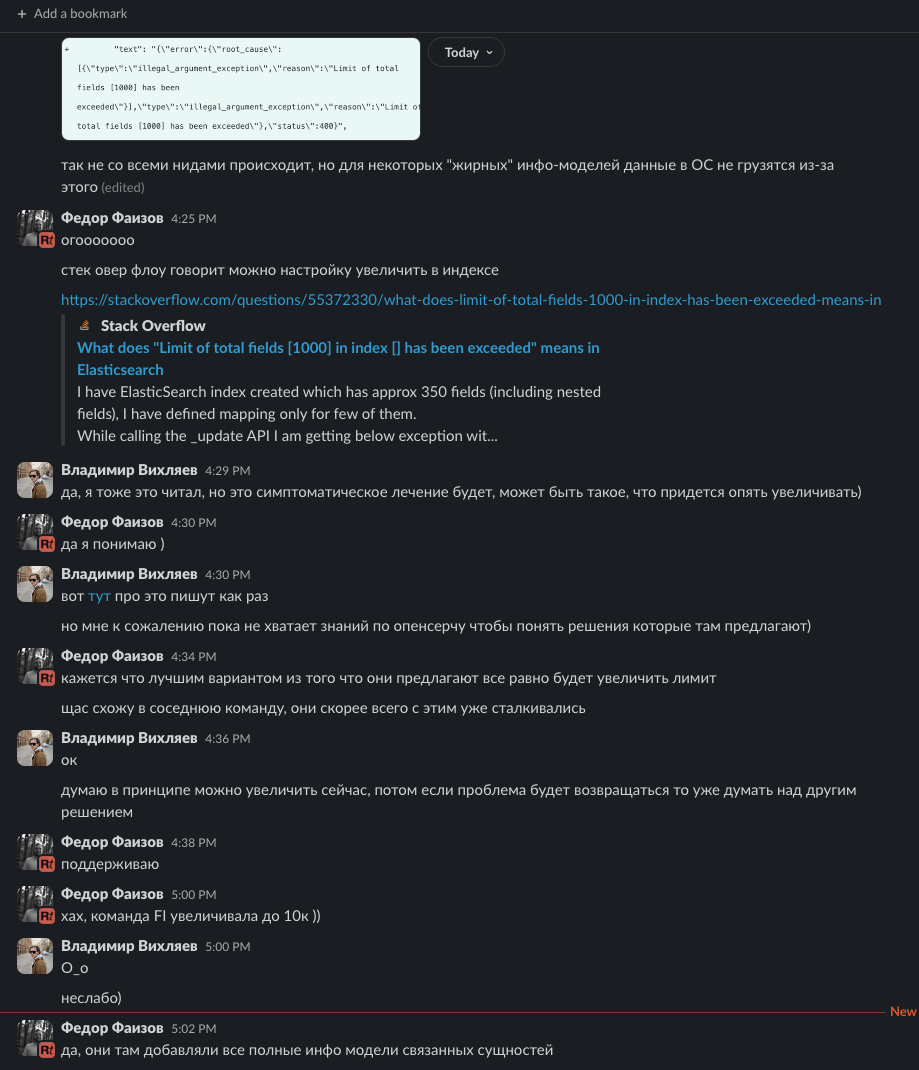 + Add a bookmark
Today
+ "text": "{\"error\":{\"root_cause\":
[{\"type\":\"illegal_argument_exception\",\"reason\":\"Limit of total
fields [1000] has been
exceeded\"}],\"type\":\"illegal_argument_exception\",\"reason\":\"Limit of
total fields [1000] has been exceeded\"},\"status\":400}",
так не со всеми нидами происходит, но для некоторых "жирных" инфо-моделей данные в ОС не грузятся из-за
этого (edited)
Федор Фаизов 4:25 PM
Rt
огооооооо
стек овер флоу говорит можно настройку увеличить в индексе
https://stackoverflow.com/questions/55372330/what-does-limit-of-total-fields-1000-in-index-has-been-exceeded-means-in
Stack Overflow
What does "Limit of total fields [1000] in index [] has been exceeded" means in
Elasticsearch
I have ElasticSearch index created which has approx 350 fields (including nested
fields), I have defined mapping only for few of them.
While calling the _update API I am getting below exception wit...
Владимир Вихляев 4:29 PM
да, я тоже это читал, но это симптоматическое лечение будет, может быть такое, что придется опять увеличивать)
Федор Фаизов 4:30 PM
Rt
да я понимаю )
Владимир Вихляев 4:30 PM
вот тут про это пишут как раз
но мне к сожалению пока не хватает знаний по опенсерчу чтобы понять решения которые там предлагают)
Федор Фаизов 4:34 PM
Rt
кажется что лучшим вариантом из того что они предлагают все равно будет увеличить лимит
щас схожу в соседнюю команду, они скорее всего с этим уже сталкивались
Владимир Вихляев 4:36 PM
ок
думаю в принципе можно увеличить сейчас, потом если проблема будет возвращаться то уже думать над другим
решением
Федор Фаизов 4:38 PM
Rt
поддерживаю
Федор Фаизов 5:00 PM
Rt
хах, команда FI увеличивала до 10к ))
Владимир Вихляев 5:00 PM
О_о
неслабо)
New
Федор Фаизов 5:02 PM
Rt
да, они там добавляли все полные инфо модели связанных сущностей